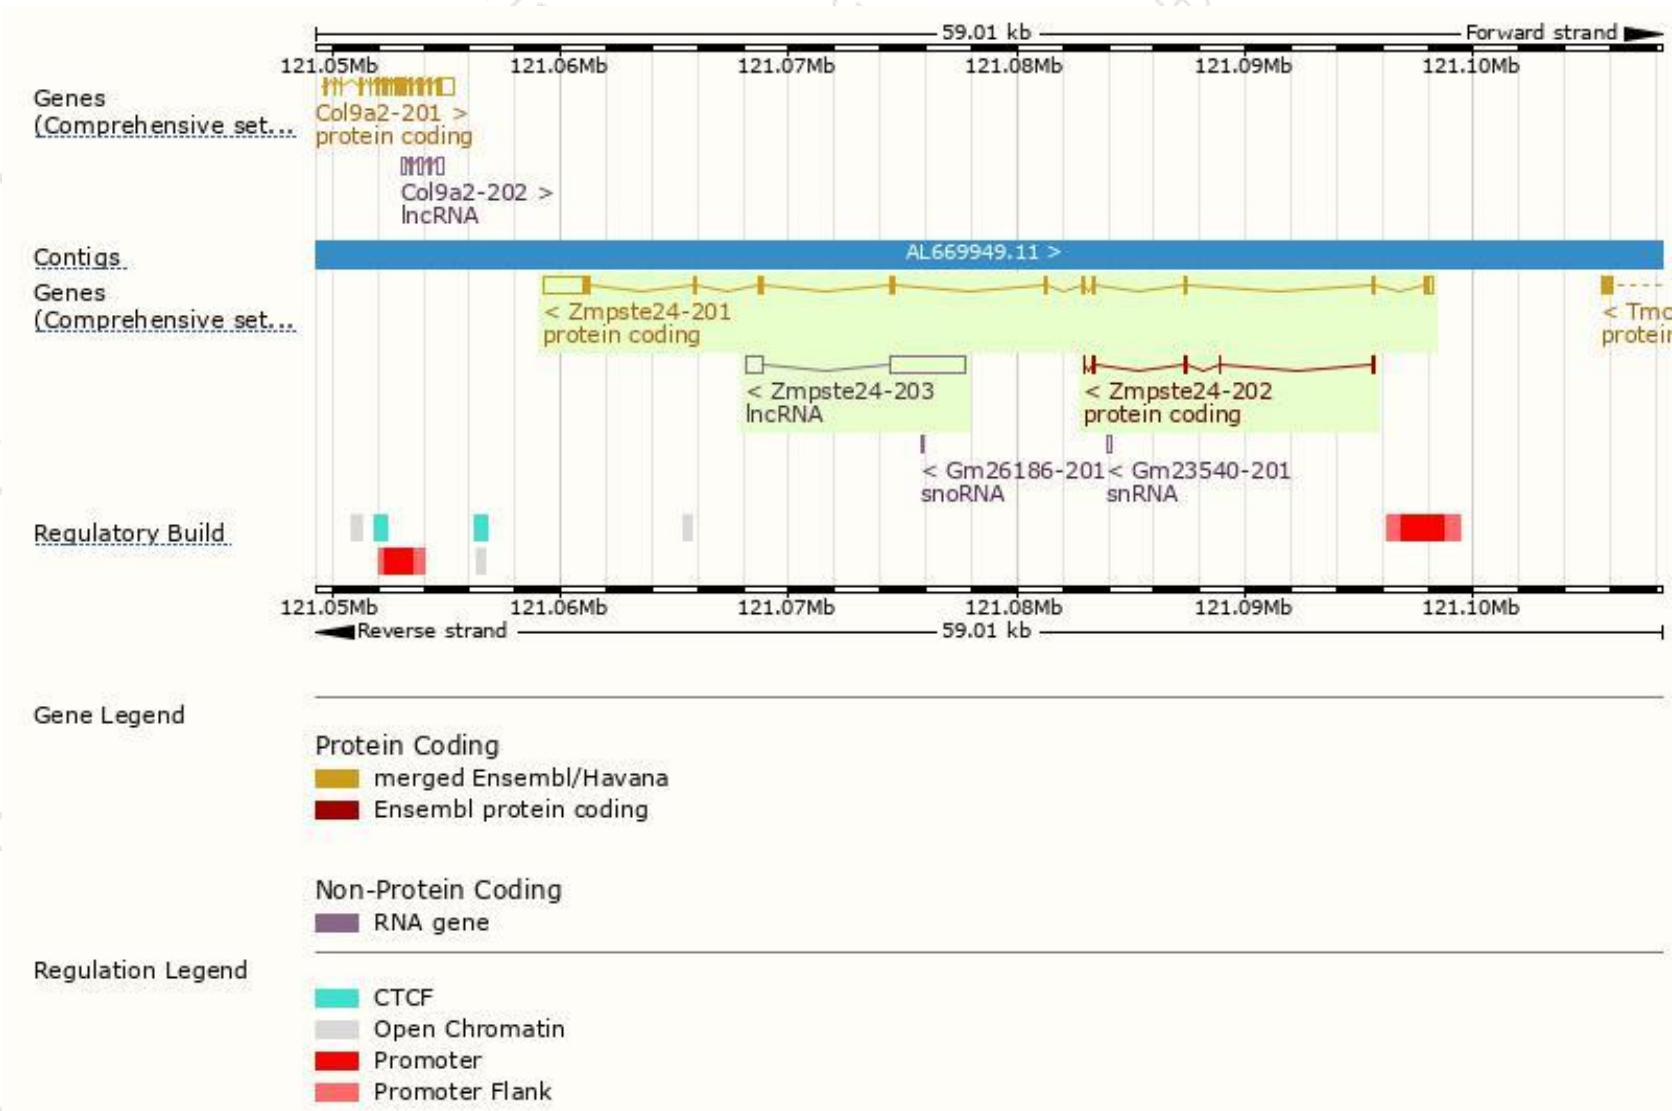 59.01 kb
Forward strand
121.05Mb 121.06Mb 121.07Mb 121.08Mb 121.09Mb 121.10Mb
Genes
(Comprehensive set...
Col9a2-201 >
protein coding
Col9a2-202 >
lncRNA
Contigs
AL669949.11 >
Genes
(Comprehensive set...
< Zmpste24-201
protein coding
< Tmc
protein
< Zmpste24-203
lncRNA
< Zmpste24-202
protein coding
< Gm26186-201
snoRNA
< Gm23540-201
snRNA
Regulatory Build
121.05Mb 121.06Mb 121.07Mb 121.08Mb 121.09Mb 121.10Mb
Reverse strand
59.01 kb
Gene Legend
Protein Coding
merged Ensembl/Havana
Ensembl protein coding
Non-Protein Coding
RNA gene
Regulation Legend
CTCF
Open Chromatin
Promoter
Promoter Flank